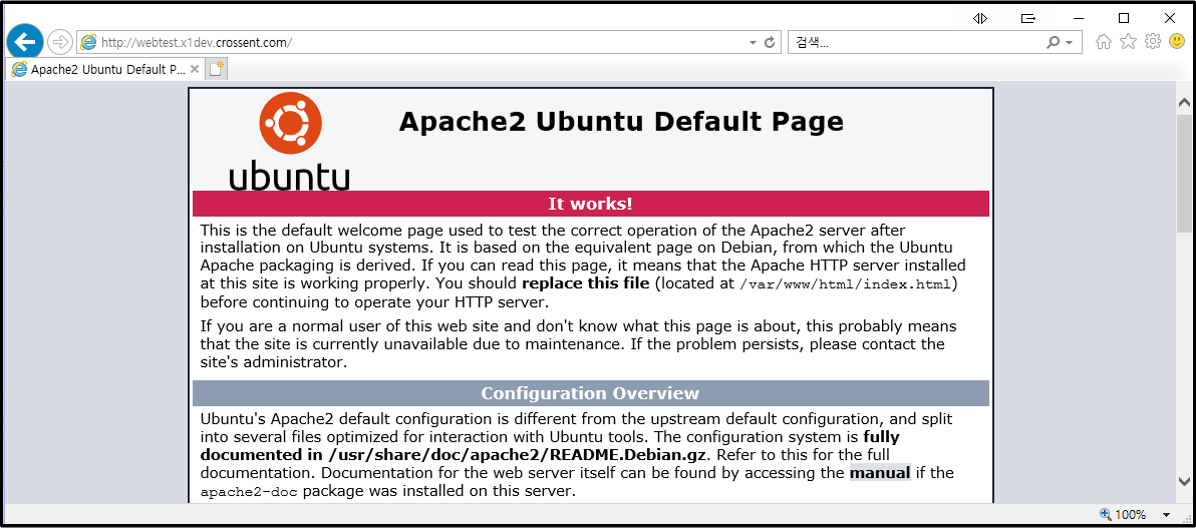 http://webtest.x1dev.crossent.com/
검색...
Apache2 Ubuntu Default P...
ubuntu
Apache2 Ubuntu Default Page
It works!
This is the default welcome page used to test the correct operation of the Apache2 server after
installation on Ubuntu systems. It is based on the equivalent page on Debian, from which the Ubuntu
Apache packaging is derived. If you can read this page, it means that the Apache HTTP server installed
at this site is working properly. You should replace this file (located at /var/www/html/index.html)
before continuing to operate your HTTP server.
If you are a normal user of this web site and don't know what this page is about, this probably means
that the site is currently unavailable due to maintenance. If the problem persists, please contact the
site's administrator.
Configuration Overview
Ubuntu's Apache2 default configuration is different from the upstream default configuration, and split
into several files optimized for interaction with Ubuntu tools. The configuration system is fully
documented in /usr/share/doc/apache2/README.Debian.gz. Refer to this for the full
documentation. Documentation for the web server itself can be found by accessing the manual if the
apache2-doc package was installed on this server.
100%